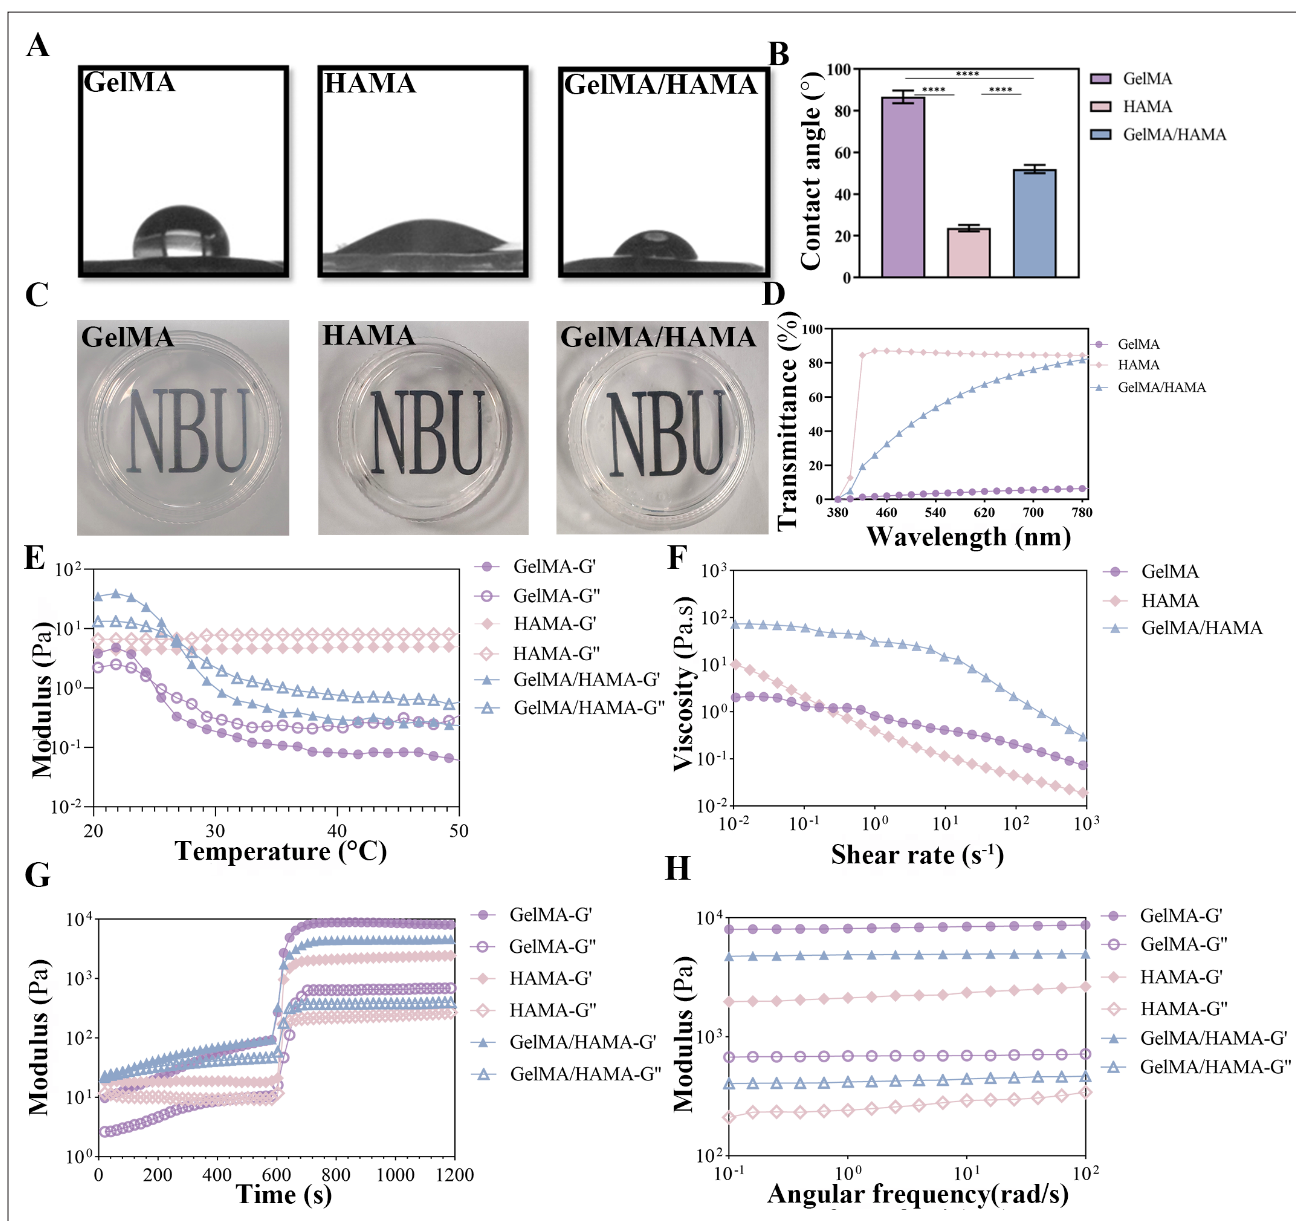 A
GelMA
HAMA
GelMA/HAMA
B
Contact angle (°)
100
80
60
40
20
0
****
****
****
GelMA
HAMA
GelMA/HAMA
C
GelMA
NBU
HAMA
NBU
GelMA/HAMA
NBU
D
Transmittance (%)
100
80
60
40
20
0
380 460 540 620 700 780
Wavelength (nm)
GelMA
HAMA
GelMA/HAMA
E
Modulus (Pa)
10²
10¹
10⁰
10⁻¹
10⁻²
20 30 40 50
Temperature (°C)
GelMA-G'
GelMA-G"
HAMA-G'
HAMA-G"
GelMA/HAMA-G'
GelMA/HAMA-G"
F
Viscosity (Pa.s)
10³
10²
10¹
10⁰
10⁻¹
10⁻²
10⁻² 10⁻¹ 10⁰ 10¹ 10² 10³
Shear rate (s⁻¹)
GelMA
HAMA
GelMA/HAMA
G
Modulus (Pa)
10⁴
10³
10²
10¹
10⁰
0 200 400 600 800 1000 1200
Time (s)
GelMA-G'
GelMA-G"
HAMA-G'
HAMA-G"
GelMA/HAMA-G'
GelMA/HAMA-G"
H
Modulus (Pa)
10⁴
10³
10²
10⁻¹ 10⁰ 10¹ 10²
Angular frequency(rad/s)
GelMA-G'
GelMA-G"
HAMA-G'
HAMA-G"
GelMA/HAMA-G'
GelMA/HAMA-G"